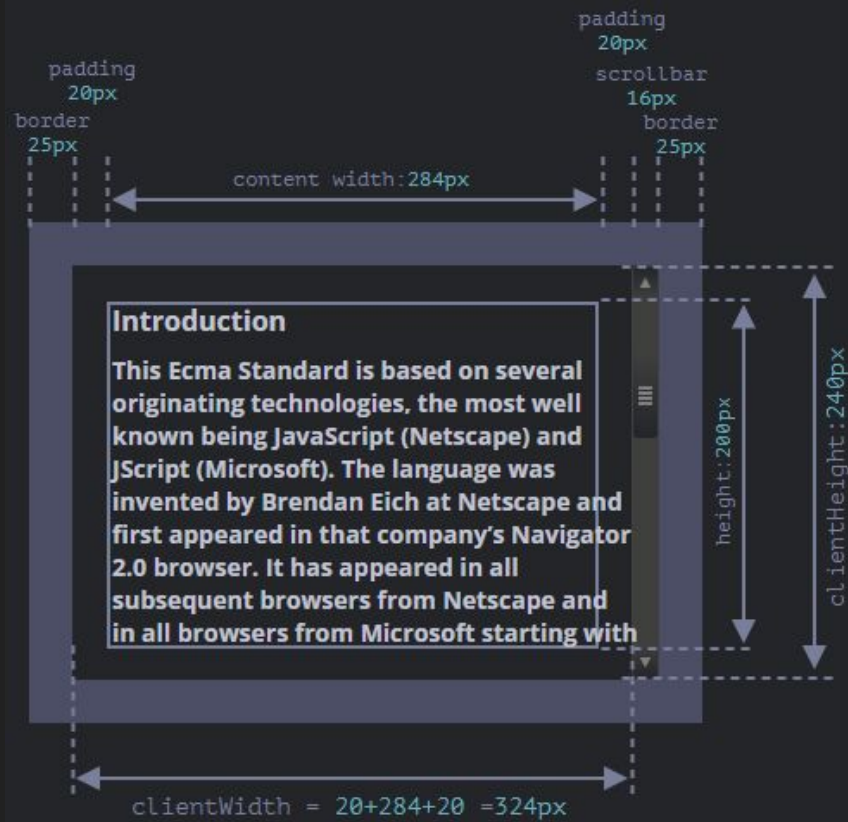 padding
20px
padding
20px
scrollbar
16px
border
25px
border
25px
content width:284px
Introduction
This Ecma Standard is based on several
originating technologies, the most well
known being JavaScript (Netscape) and
JScript (Microsoft). The language was
invented by Brendan Eich at Netscape and
first appeared in that company’s Navigator
2.0 browser. It has appeared in all
subsequent browsers from Netscape and
in all browsers from Microsoft starting with
height:200px
clientHeight:240px
clientWidth = 20+284+20 =324px